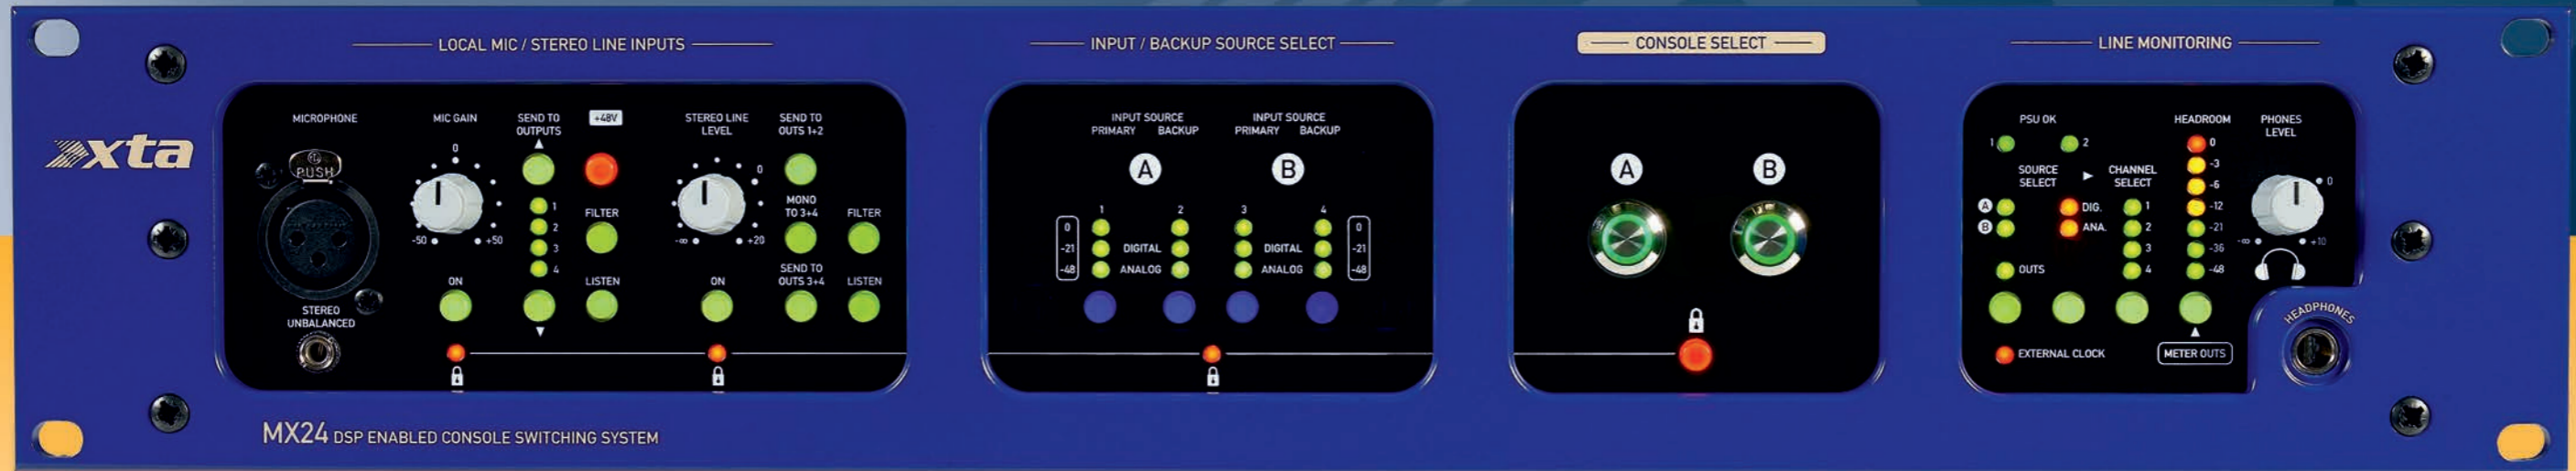 LOCAL MIC / STEREO LINE INPUTS
INPUT / BACKUP SOURCE SELECT
CONSOLE SELECT
LINE MONITORING
xta
MICROPHONE
PUSH
STEREO
UNBALANCED
MIC GAIN
0
-50
+50
ON
SEND TO
OUTPUTS
1
2
3
4
+48V
FILTER
LISTEN
STEREO LINE
LEVEL
0
-∞
+20
ON
SEND TO
OUTS 1+2
MONO
TO 3+4
SEND TO
OUTS 3+4
FILTER
LISTEN
INPUT SOURCE
PRIMARY BACKUP
A
1 2
0
-21 DIGITAL
-48 ANALOG
INPUT SOURCE
PRIMARY BACKUP
B
3 4
0
DIGITAL -21
ANALOG -48
A
B
PSU OK
1 2
SOURCE
SELECT
CHANNEL
SELECT
A
B
OUTS
DIG.
ANA.
1
2
3
4
HEADROOM
0
-3
-6
-12
-21
-36
-48
PHONES
LEVEL
0
-∞
+10
EXTERNAL CLOCK
METER OUTS
HEADPHONES
MX24 DSP ENABLED CONSOLE SWITCHING SYSTEM